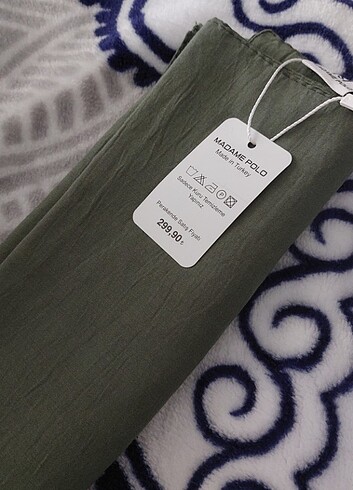 MADAME POLO
Made in Turkey
Sadece Kuru Temizleme
Yapınız
Perakende Satış Fiyatı
299,90 ₺